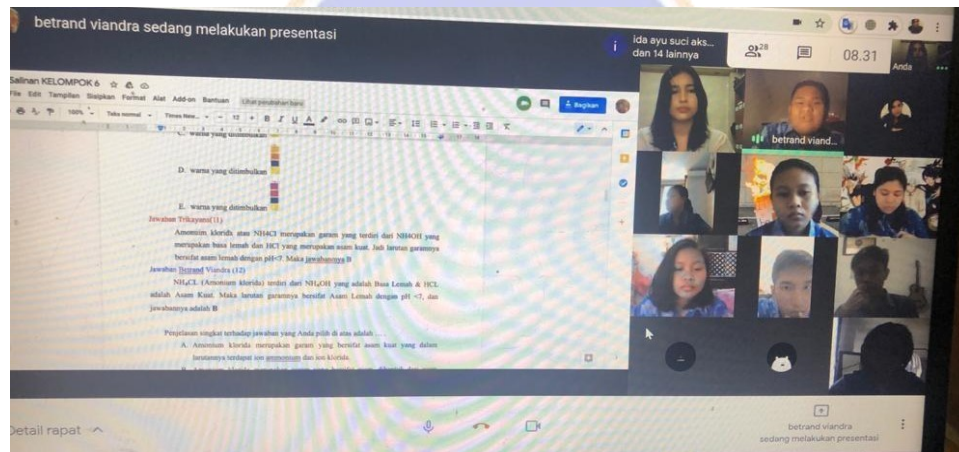 betrand viandra sedang melakukan presentasi
ida ayu suci aks...
dan 14 lainnya
28
08.31
Anda
i
Salinan KELOMPOK 6
File Edit Tampilan Sisipkan Format Alat Add-on Bantuan Lihat perubahan baru
Bagikan
100% Teks normal Times New... 12
C. warna yang ditimbulkan
D. warna yang ditimbulkan
E. warna yang ditimbulkan
Jawaban Trikayana(11)
Amonium klorida atau NH4Cl merupakan garam yang terdiri dari NH4OH yang
merupakan basa lemah dan HCl yang merupakan asam kuat. Jadi larutan garamnya
bersifat asam lemah dengan pH<7. Maka jawabannya B
Jawaban Betrand Viandra (12)
NH₄CL (Amonium klorida) terdiri dari NH₄OH yang adalah Basa Lemah & HCL
adalah Asam Kuat. Maka larutan garamnya bersifat Asam Lemah dengan pH <7, dan
jawabannya adalah B
Penjelasan singkat terhadap jawaban yang Anda pilih di atas adalah ....
A. Amonium klorida merupakan garam yang bersifat asam kuat yang dalam
larutannya terdapat ion ammonium dan ion klorida.
betrand viand...
Detail rapat
betrand viandra
sedang melakukan presentasi